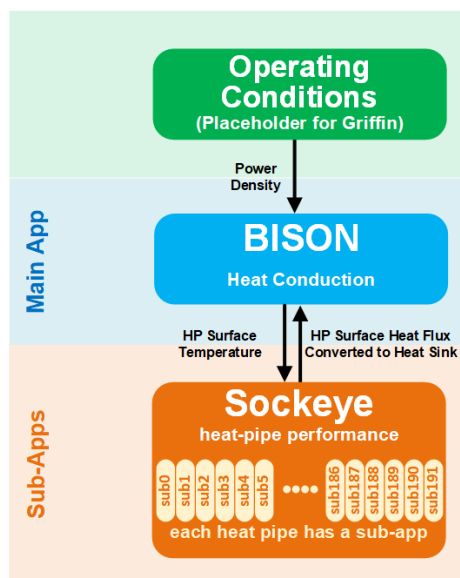 Operating
Conditions
(Placeholder for Griffin)
Power
Density
Main App
BISON
Heat Conduction
HP Surface
Temperature
HP Surface Heat Flux
Converted to Heat Sink
Sub-Apps
Sockeye
heat-pipe performance
sub0
sub1
sub2
sub3
sub4
sub5
sub186
sub187
sub188
sub189
sub190
sub191
each heat pipe has a sub-app